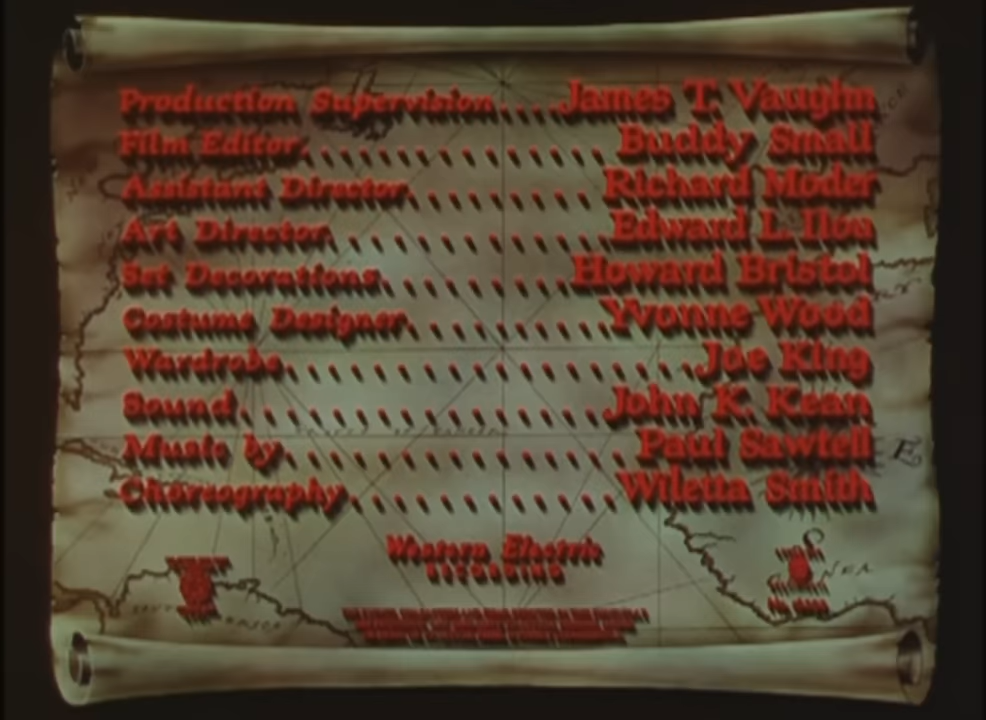 Production Supervision.... James T. Vaughn
Film Editor.............. Buddy Small
Assistant Director......... Richard Moder
Art Director............. Edward L. Ilou
Set Decorations......... Howard Bristol
Costume Designer......... Yvonne Wood
Wardrobe................ Joe King
Sound................. John K. Kean
Music by................ Paul Sawtell
Choreography............ Wiletta Smith
Western Electric
RECORDING